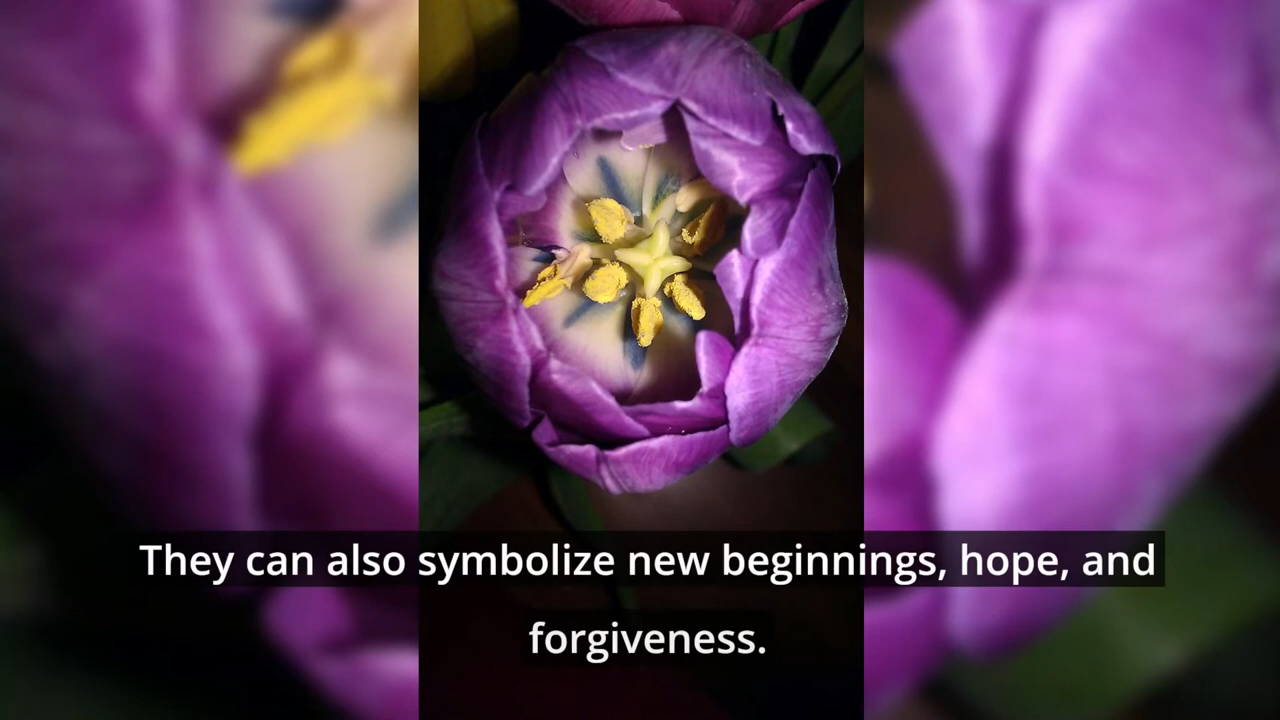 They can also symbolize new beginnings, hope, and
forgiveness.